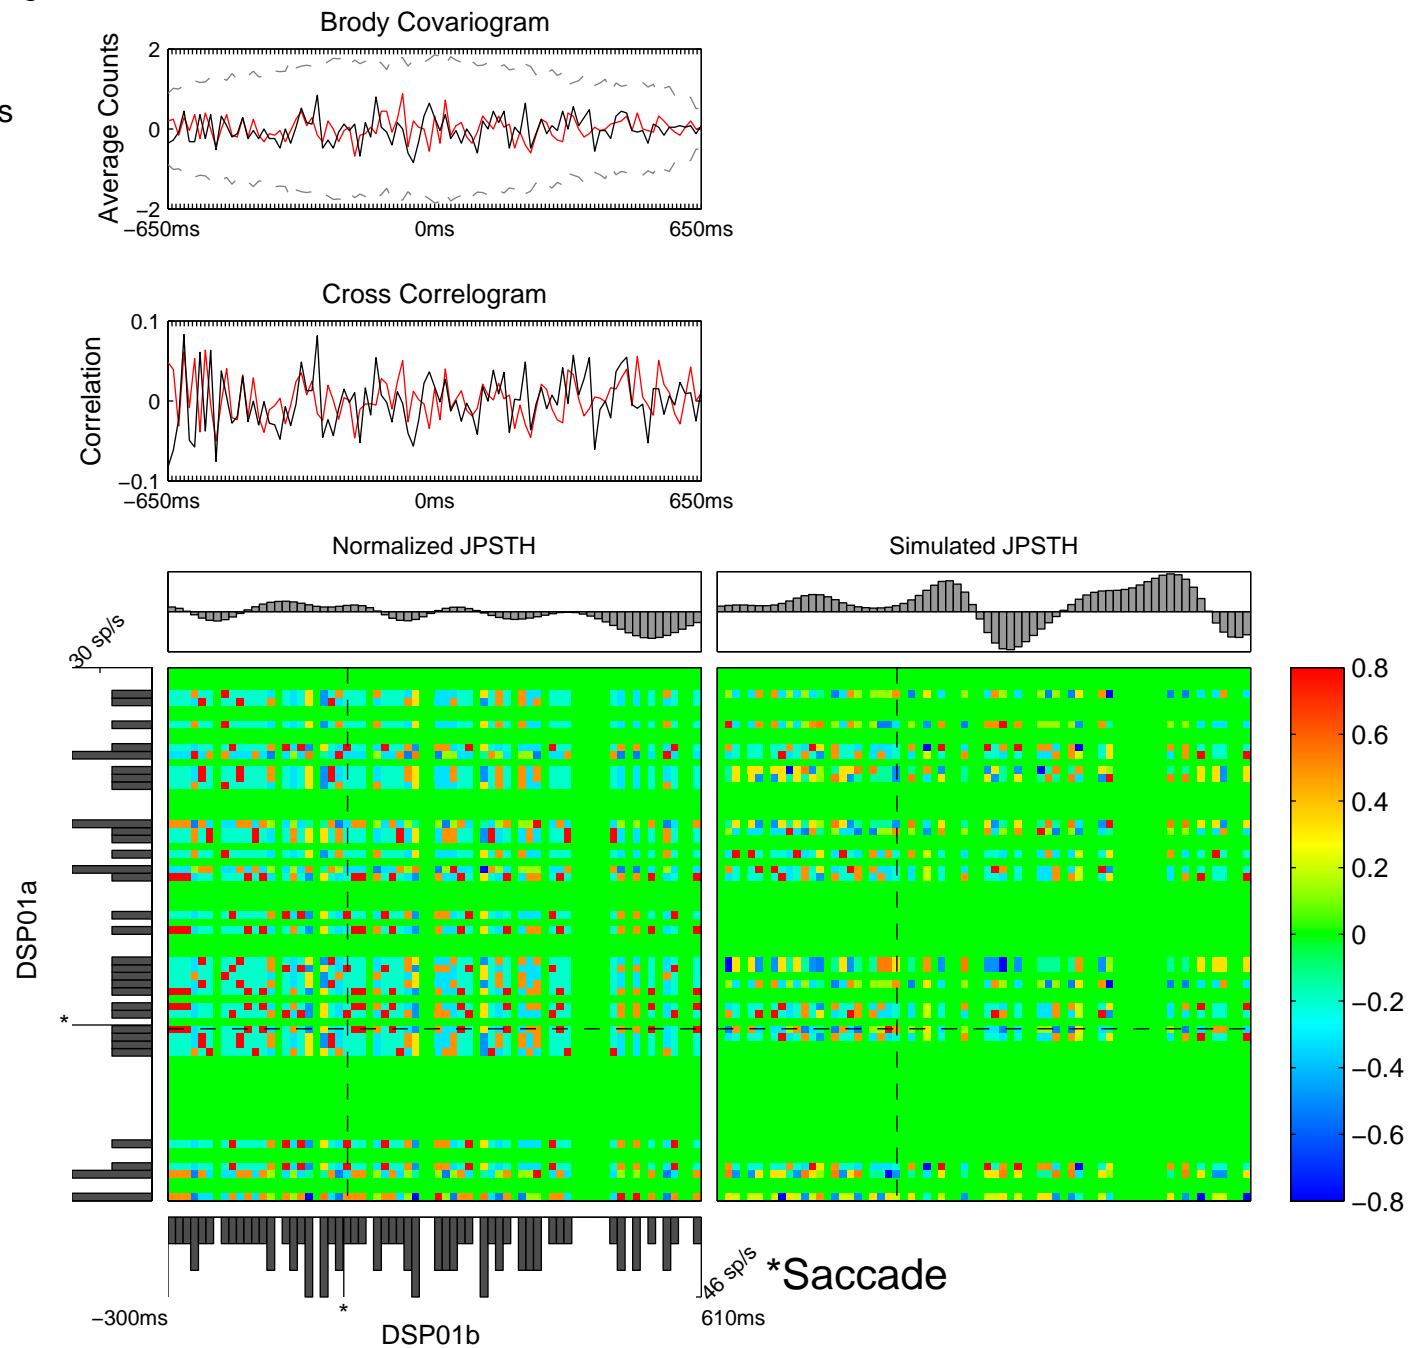 g
Brody Covariogram
s
Average Counts
2
0
−2
−650ms
0ms
650ms
Cross Correlogram
Correlation
0.1
0
−0.1
−650ms
0ms
650ms
Normalized JPSTH
Simulated JPSTH
30 sp/s
DSP01a
*
0.8
0.6
0.4
0.2
0
−0.2
−0.4
−0.6
−0.8
46 sp/s
*Saccade
*
−300ms
610ms
DSP01b